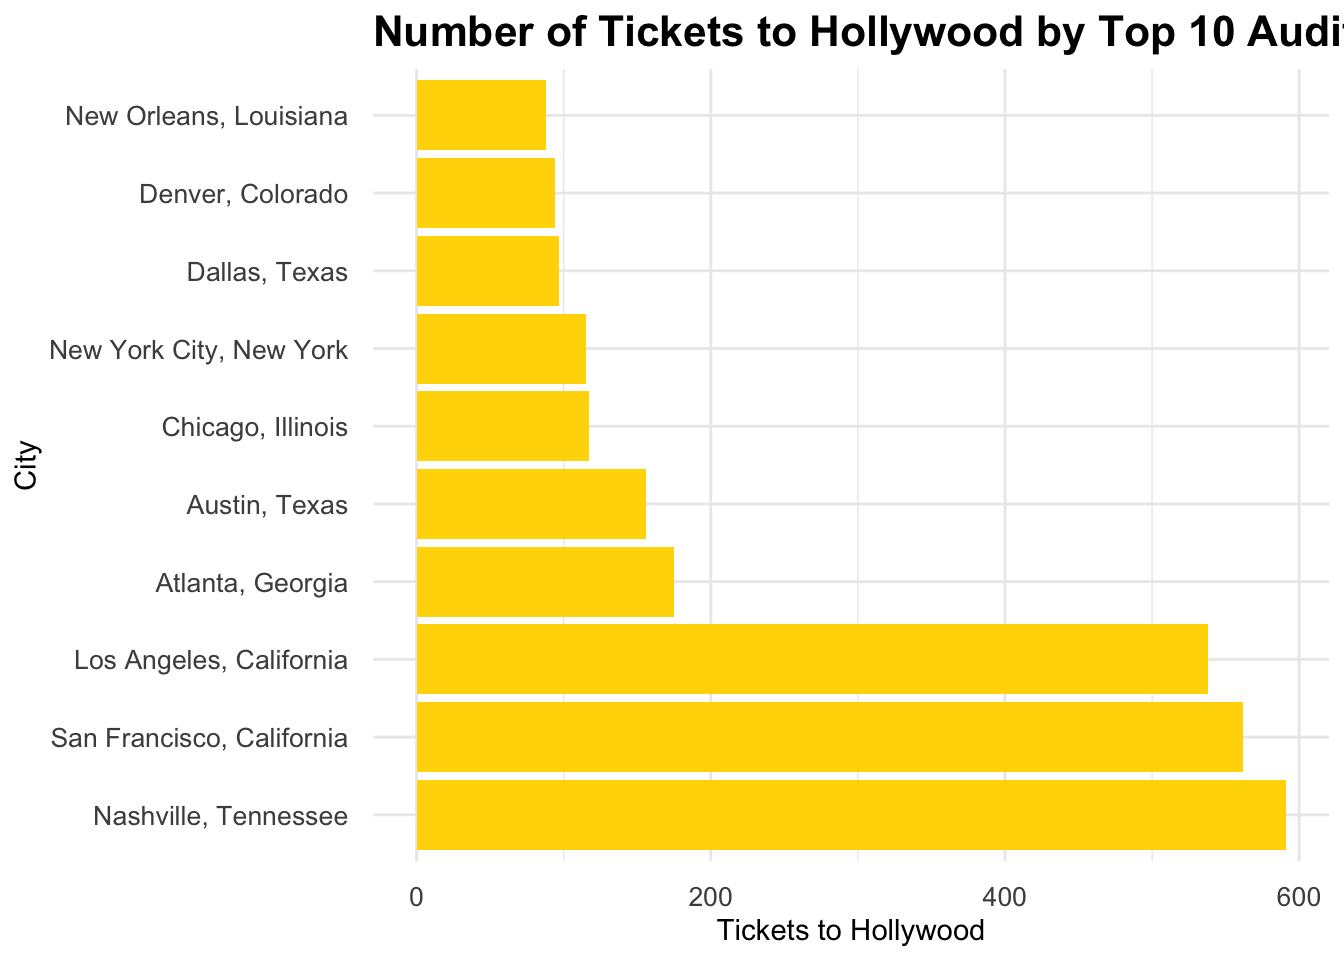 Number of Tickets to Hollywood by Top 10 Audit
New Orleans, Louisiana
Denver, Colorado
Dallas, Texas
New York City, New York
Chicago, Illinois
Austin, Texas
Atlanta, Georgia
Los Angeles, California
San Francisco, California
Nashville, Tennessee
City
0 200 400 600
Tickets to Hollywood